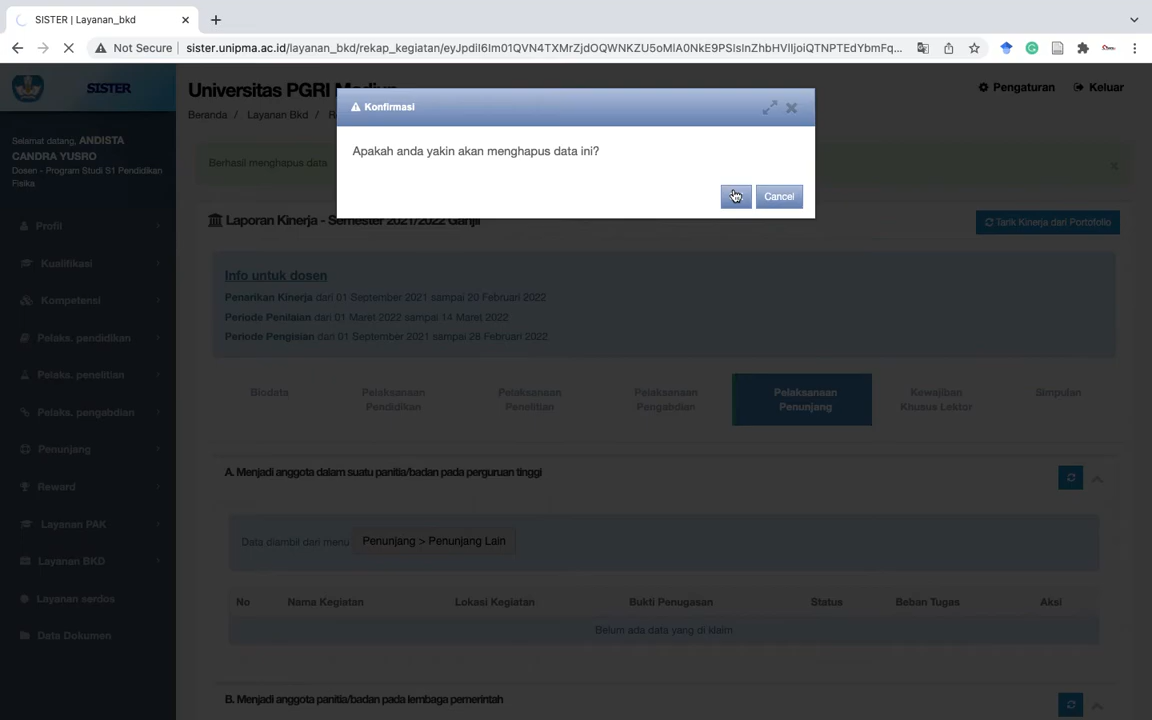 SISTER | Layanan_bkd
Not Secure
sister.unipma.ac.id/layanan_bkd/rekap_kegiatan/
SISTER
Universitas PGRI Madiun
Pengaturan
Keluar
Beranda / Layanan Bkd /
Selamat datang, ANDISTA
CANDRA YUSRO
Dosen - Program Studi S1 Pendidikan
Fisika
Konfirmasi
Apakah anda yakin akan menghapus data ini?
Cancel
Berhasil menghapus data
Laporan Kinerja - Semester 2021/2022 Ganjil
Tarik Kinerja dari Portofolio
Info untuk dosen
Penarikan Kinerja dari 01 September 2021 sampai 20 Februari 2022
Periode Penilaian dari 01 Maret 2022 sampai 14 Maret 2022
Periode Pengisian dari 01 September 2021 sampai 28 Februari 2022
Profil
Kualifikasi
Kompetensi
Pelaks. pendidikan
Pelaks. penelitian
Pelaks. pengabdian
Penunjang
Reward
Layanan PAK
Layanan BKD
Layanan serdos
Data Dokumen
Biodata
Pelaksanaan
Pendidikan
Pelaksanaan
Penelitian
Pelaksanaan
Pengabdian
Pelaksanaan
Penunjang
Kewajiban
Khusus Lektor
Simpulan
A. Menjadi anggota dalam suatu panitia/badan pada perguruan tinggi
Data diambil dari menu Penunjang > Penunjang Lain
No Nama Kegiatan Lokasi Kegiatan Bukti Penugasan Status Beban Tugas Aksi
Belum ada data yang di klaim
B. Menjadi anggota panitia/badan pada lembaga pemerintah